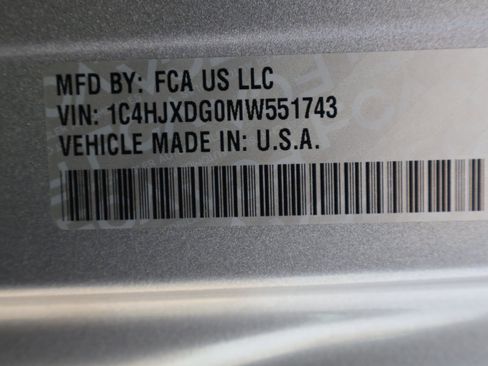 MFD BY: FCA US LLC
VIN: 1C4HJXDG0MW551743
VEHICLE MADE IN: U.S.A.